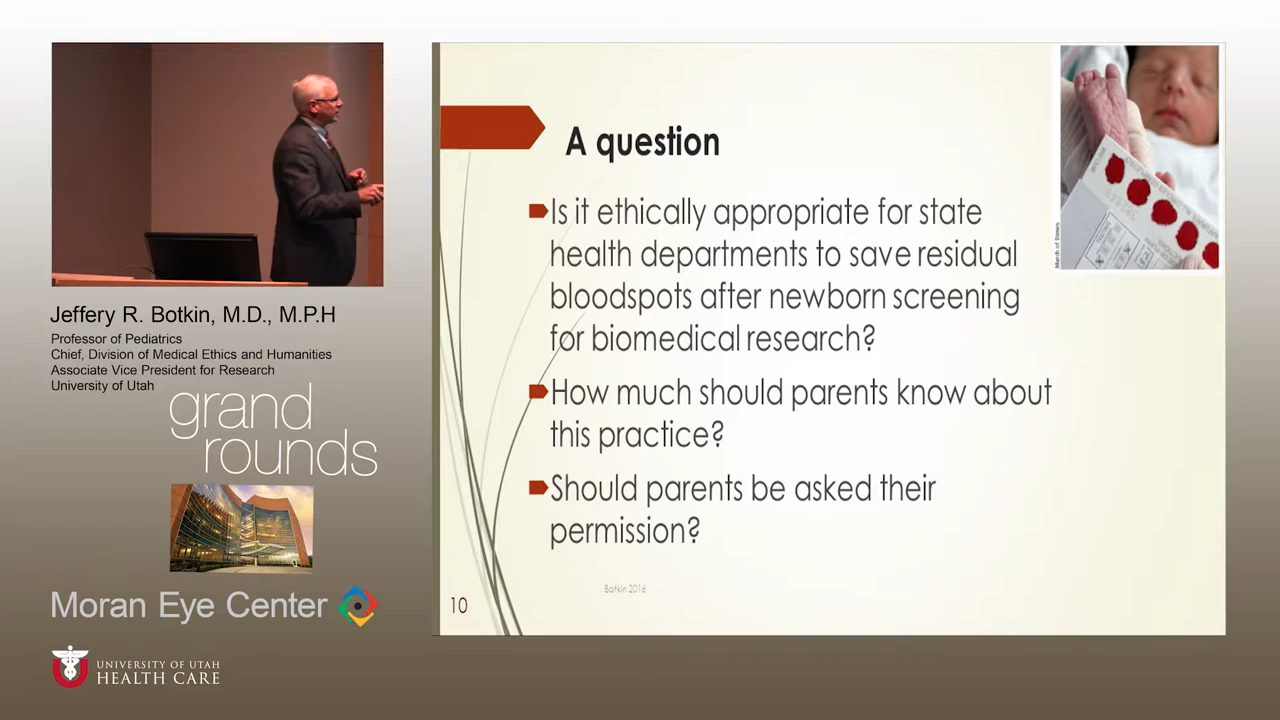 Jeffery R. Botkin, M.D., M.P.H
Professor of Pediatrics
Chief, Division of Medical Ethics and Humanities
Associate Vice President for Research
University of Utah
grand
rounds
Moran Eye Center
UNIVERSITY OF UTAH
HEALTH CARE
A question
Is it ethically appropriate for state
health departments to save residual
bloodspots after newborn screening
for biomedical research?
How much should parents know about
this practice?
Should parents be asked their
permission?
Botkin 2016
10
March of Dimes